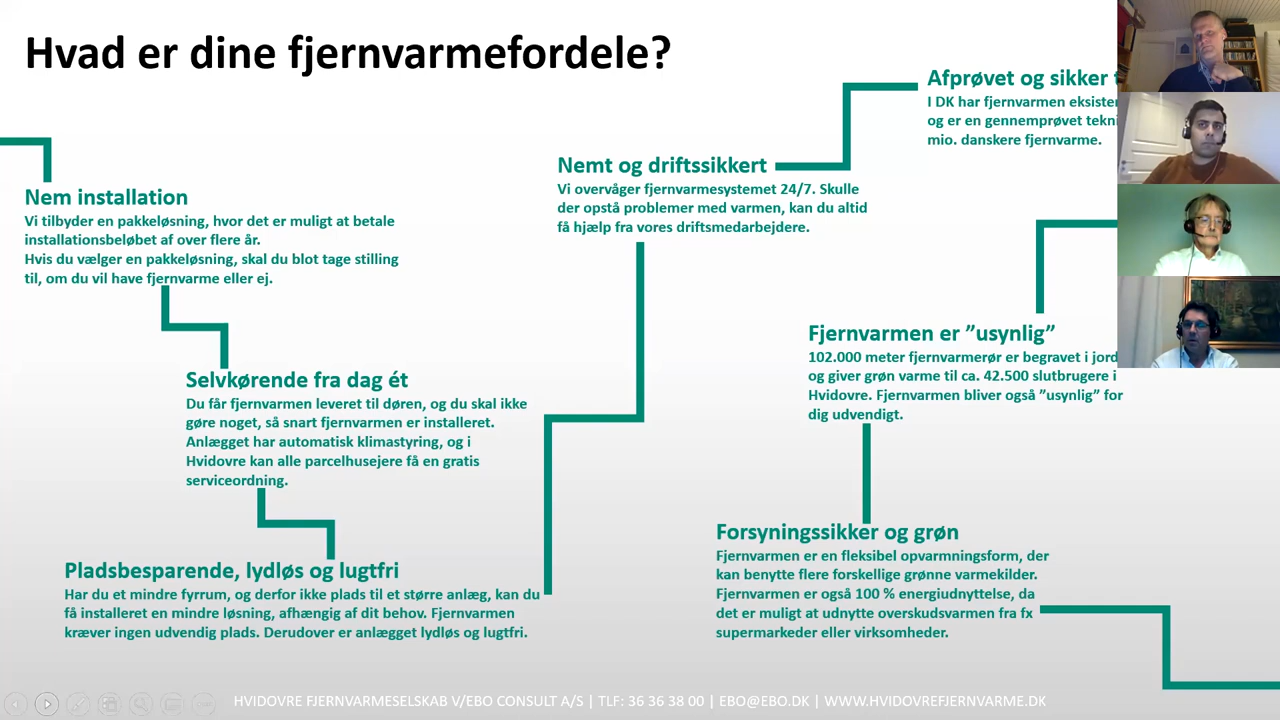 Hvad er dine fjernvarmefordele?
Nem installation
Vi tilbyder en pakkeløsning, hvor det er muligt at betale
installationsbeløbet af over flere år.
Hvis du vælger en pakkeløsning, skal du blot tage stilling
til, om du vil have fjernvarme eller ej.
Selvkørende fra dag ét
Du får fjernvarmen leveret til døren, og du skal ikke
gøre noget, så snart fjernvarmen er installeret.
Anlægget har automatisk klimastyring, og i
Hvidovre kan alle parcelhusejere få en gratis
serviceordning.
Pladsbesparende, lydløs og lugtfri
Har du et mindre fyrrum, og derfor ikke plads til et større anlæg, kan du
få installeret en mindre løsning, afhængig af dit behov. Fjernvarmen
kræver ingen udvendig plads. Derudover er anlægget lydløs og lugtfri.
Nemt og driftssikkert
Vi overvåger fjernvarmesystemet 24/7. Skulle
der opstå problemer med varmen, kan du altid
få hjælp fra vores driftsmedarbejdere.
Afprøvet og sikker
I DK har fjernvarmen
og er en gennemprøvet
mio. danskere fjernvarme.
Fjernvarmen er ”usynlig”
102.000 meter fjernvarmerør er begravet i
og giver grøn varme til ca. 42.500 slutbrugere i
Hvidovre. Fjernvarmen bliver også ”usynlig” for
dig udvendigt.
Forsyningssikker og grøn
Fjernvarmen er en fleksibel opvarmningsform, der
kan benytte flere forskellige grønne varmekilder.
Fjernvarmen er også 100 % energiudnyttelse, da
det er muligt at udnytte overskudsvarmen fra fx
supermarkeder eller virksomheder.
HVIDOVRE FJERNVARMESELSKAB V/EBO CONSULT A/S | TLF: 36 36 38 00 | EBO@EBO.DK | WWW.HVIDOVREFJERNVARME.DK